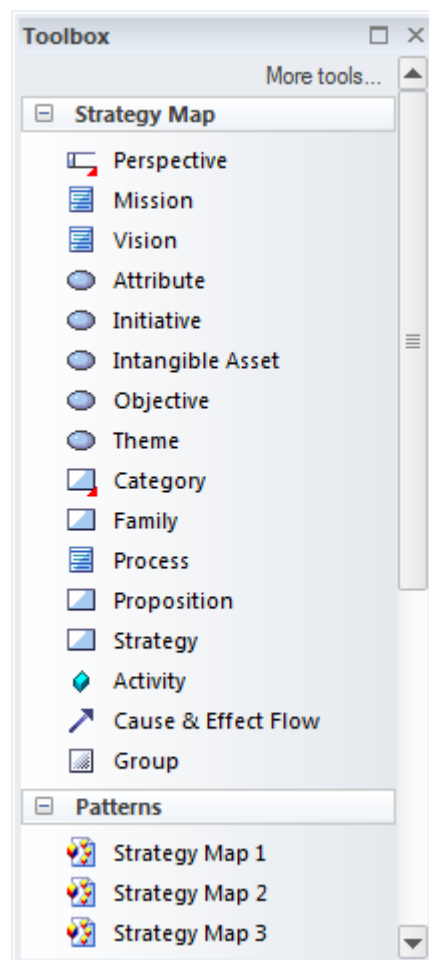 Toolbox
More tools...
Strategy Map
Perspective
Mission
Vision
Attribute
Initiative
Intangible Asset
Objective
Theme
Category
Family
Process
Proposition
Strategy
Activity
Cause & Effect Flow
Group
Patterns
Strategy Map 1
Strategy Map 2
Strategy Map 3